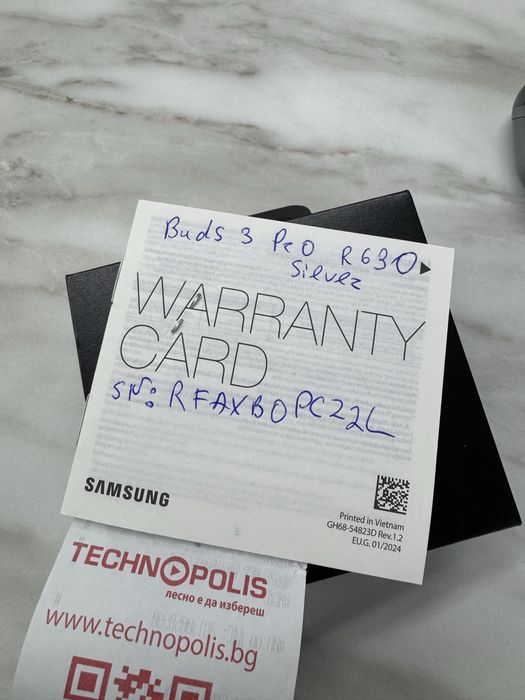 Buds 3 Pro R630
Silver
WARRANTY
CARD
SN: RFAXB0PC22L
SAMSUNG
Printed in Vietnam
GH68-54823D Rev.1.2
EU.G. 01/2024
TECHNOPOLIS
лесно е да избереш
www.technopolis.bg